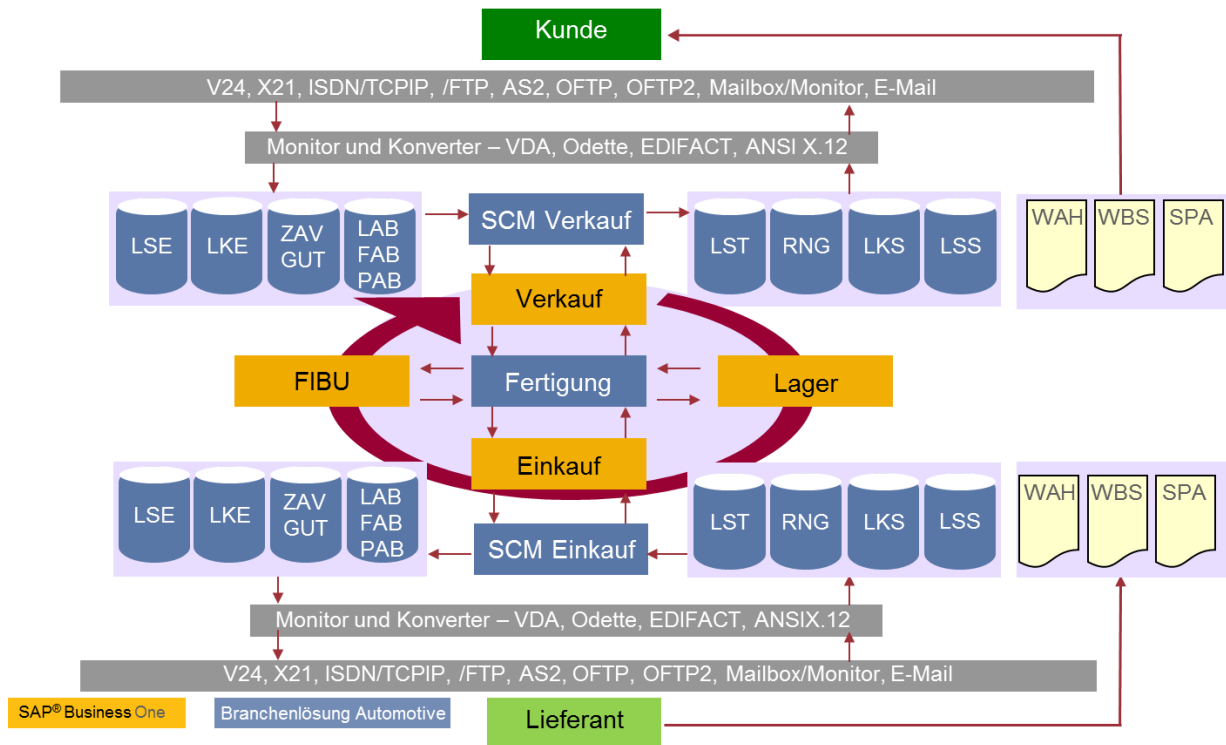 Kunde
V24, X21, ISDN/TCPIP, /FTP, AS2, OFTP, OFTP2, Mailbox/Monitor, E-Mail
Monitor und Konverter – VDA, Odette, EDIFACT, ANSI X.12
LSE
LKE
ZAV
GUT
LAB
FAB
PAB
SCM Verkauf
LST
RNG
LKS
LSS
WAH
WBS
SPA
Verkauf
FIBU
Fertigung
Lager
Einkauf
LSE
LKE
ZAV
GUT
LAB
FAB
PAB
SCM Einkauf
LST
RNG
LKS
LSS
WAH
WBS
SPA
Monitor und Konverter – VDA, Odette, EDIFACT, ANSIX.12
V24, X21, ISDN/TCPIP, /FTP, AS2, OFTP, OFTP2, Mailbox/Monitor, E-Mail
SAP® Business One
Branchenlösung Automotive
Lieferant